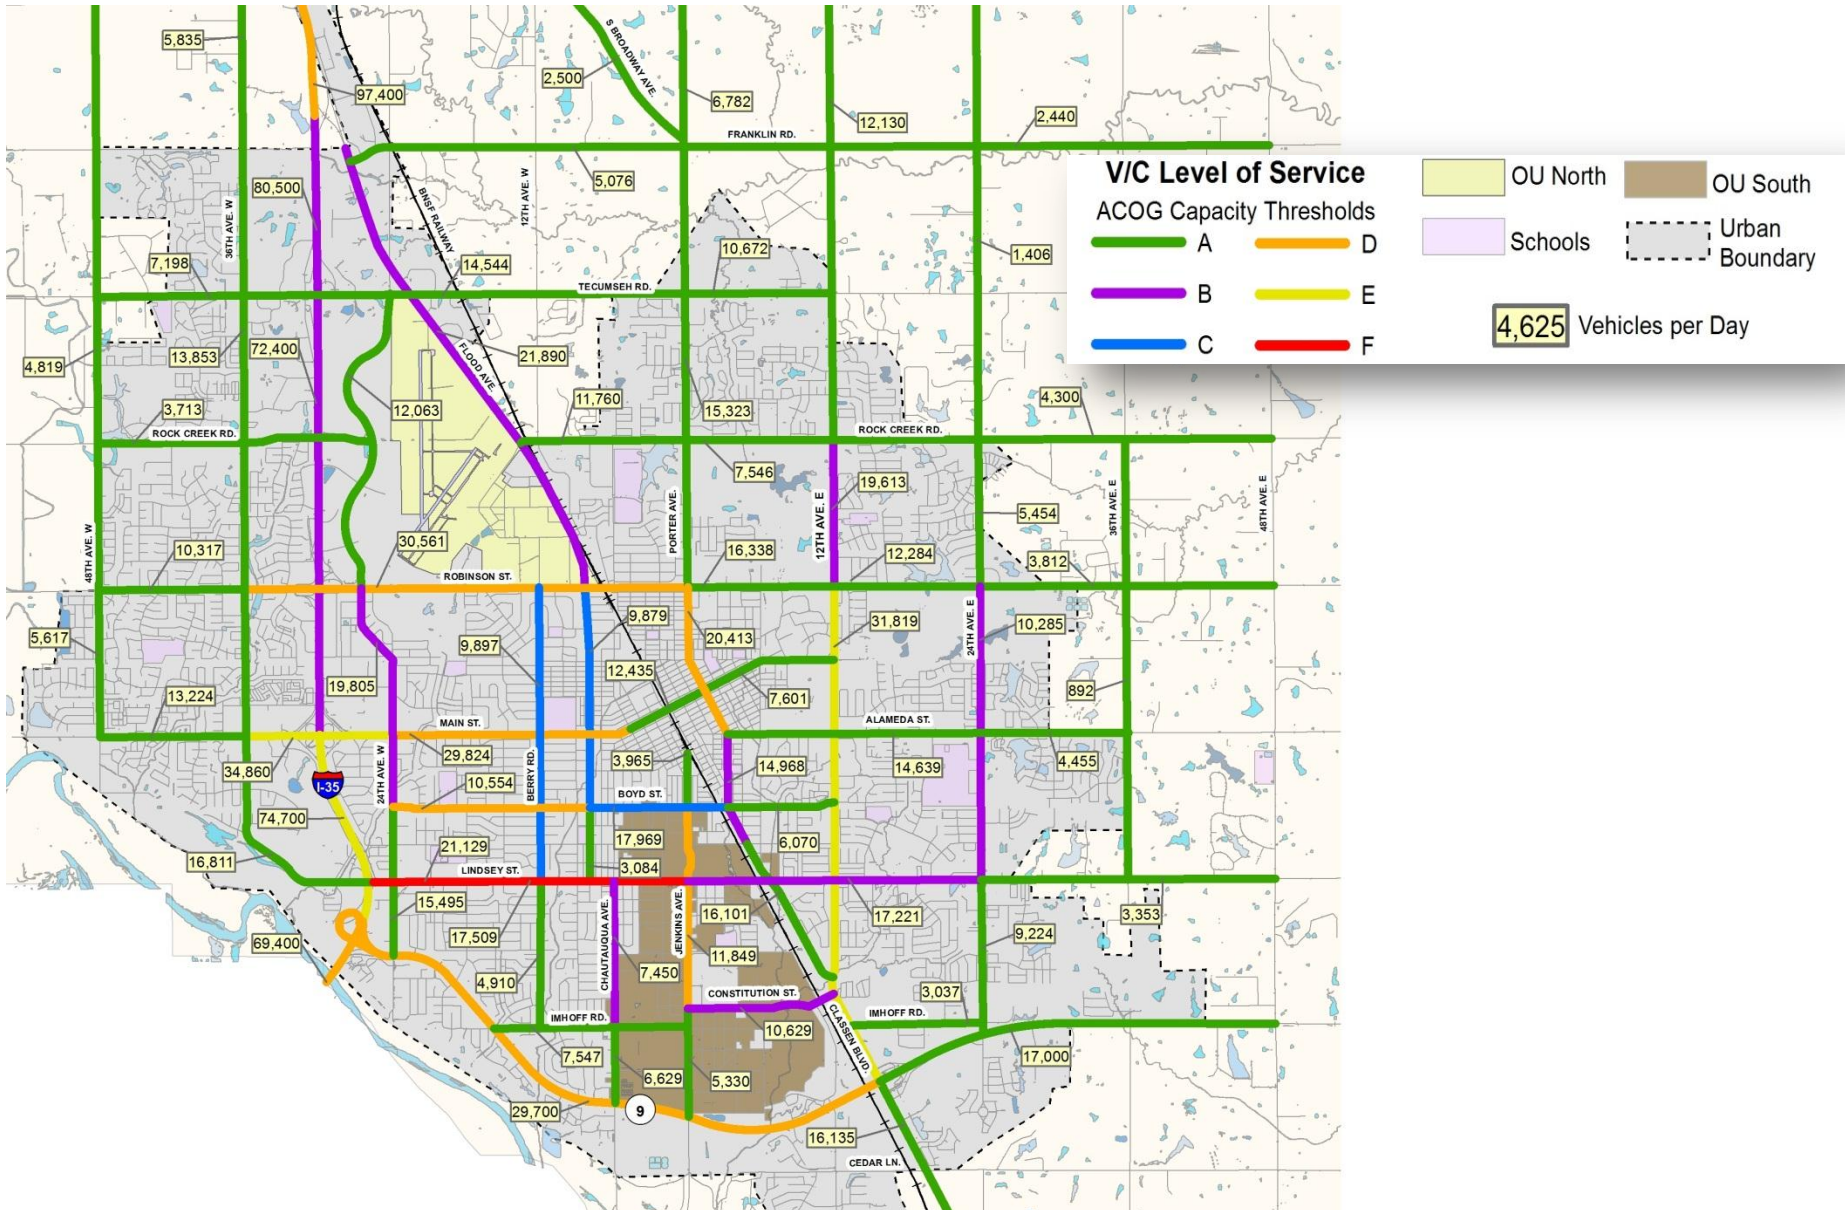 5,835
S BROADWAY AVE.
2,500
97,400
6,782
12,130
2,440
FRANKLIN RD.
5,076
80,500
36TH AVE. W
BNSF RAILWAY
12TH AVE. W
V/C Level of Service
ACOG Capacity Thresholds
A
D
B
E
C
F
OU North
OU South
Schools
Urban
Boundary
4,625
Vehicles per Day
7,198
14,544
10,672
1,406
TECUMSEH RD.
4,819
13,853
72,400
FLOOD AVE.
21,890
3,713
12,063
11,760
15,323
4,300
ROCK CREEK RD.
ROCK CREEK RD.
7,546
19,613
48TH AVE. W
PORTER AVE.
12TH AVE. E
5,454
36TH AVE. E
48TH AVE. E
10,317
30,561
16,338
12,284
3,812
ROBINSON ST.
5,617
9,897
9,879
20,413
31,819
24TH AVE. E
10,285
13,224
19,805
12,435
7,601
892
MAIN ST.
ALAMEDA ST.
34,860
29,824
3,965
14,968
14,639
4,455
I-35
24TH AVE. W
10,554
BERRY RD.
BOYD ST.
74,700
17,969
6,070
16,811
21,129
3,084
LINDSEY ST.
15,495
CHAUTAUQUA AVE.
JENKINS AVE.
16,101
17,221
3,353
69,400
17,509
11,849
9,224
4,910
7,450
3,037
CONSTITUTION ST.
IMHOFF RD.
10,629
CLASSEN BLVD.
IMHOFF RD.
7,547
17,000
6,629
5,330
29,700
9
16,135
CEDAR LN.